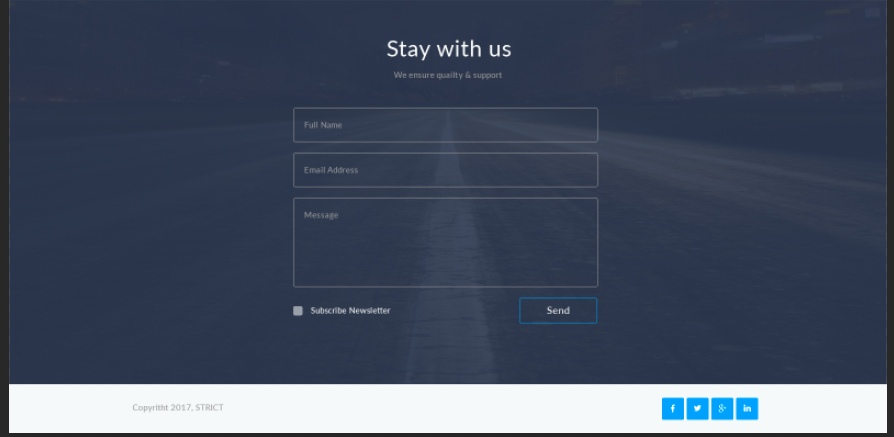 Stay with us
We ensure quailty & support
Full Name
Email Address
Message
Subscribe Newsletter
Send
Copyritht 2017, STRICT